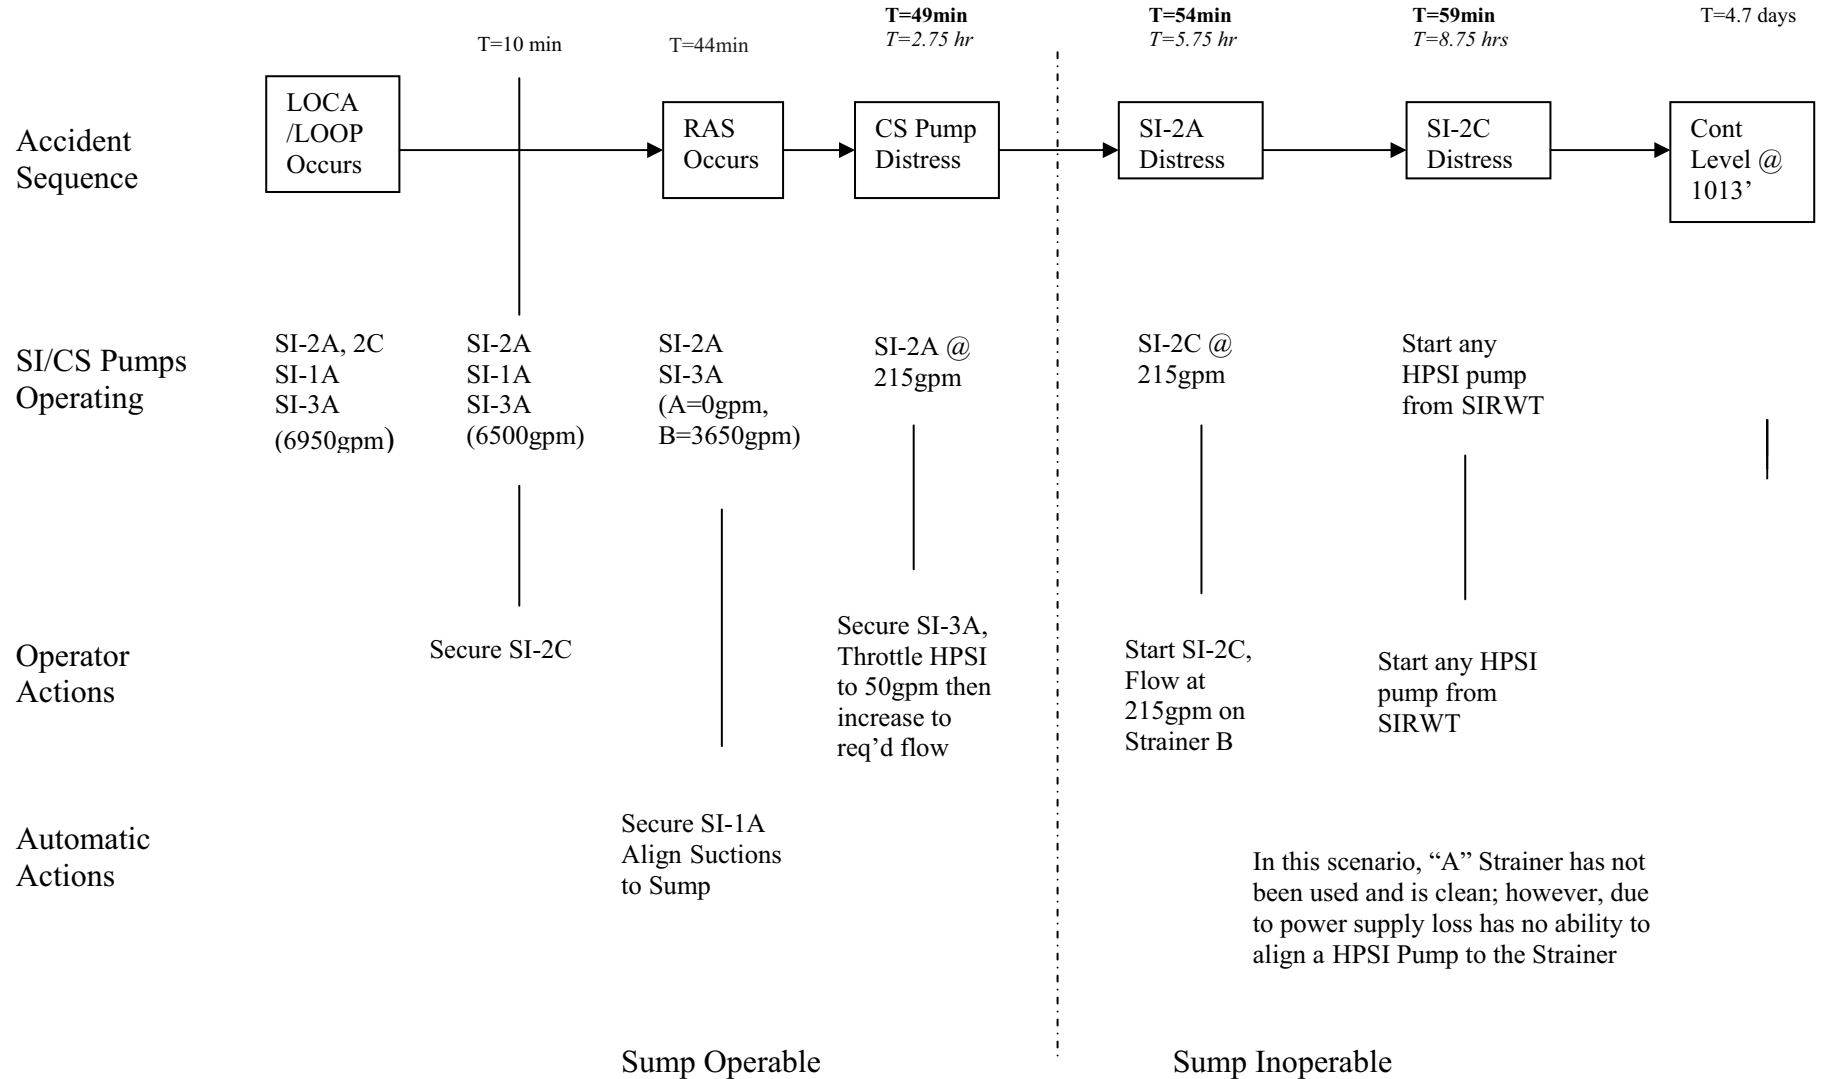 T=10 min
T=44min
T=49min
T=2.75 hr
T=54min
T=5.75 hr
T=59min
T=8.75 hrs
T=4.7 days
Accident
Sequence
LOCA
/LOOP
Occurs
RAS
Occurs
CS Pump
Distress
SI-2A
Distress
SI-2C
Distress
Cont
Level @
1013’
SI/CS Pumps
Operating
SI-2A, 2C
SI-1A
SI-3A
(6950gpm)
SI-2A
SI-1A
SI-3A
(6500gpm)
SI-2A
SI-3A
(A=0gpm,
B=3650gpm)
SI-2A @
215gpm
SI-2C @
215gpm
Start any
HPSI pump
from SIRWT
Operator
Actions
Secure SI-2C
Secure SI-3A,
Throttle HPSI
to 50gpm then
increase to
req’d flow
Start SI-2C,
Flow at
215gpm on
Strainer B
Start any HPSI
pump from
SIRWT
Automatic
Actions
Secure SI-1A
Align Suctions
to Sump
In this scenario, “A” Strainer has not
been used and is clean; however, due
to power supply loss has no ability to
align a HPSI Pump to the Strainer
Sump Operable
Sump Inoperable